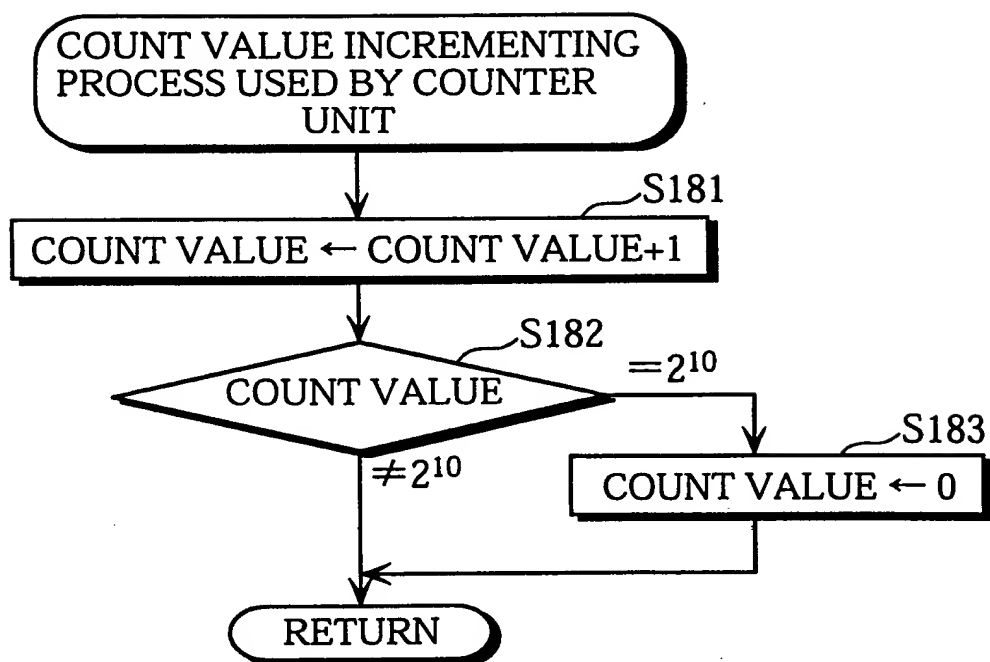 COUNT VALUE INCREMENTING
PROCESS USED BY COUNTER
UNIT
S181
COUNT VALUE ← COUNT VALUE+1
S182
COUNT VALUE
=2¹⁰
≠2¹⁰
S183
COUNT VALUE ← 0
RETURN